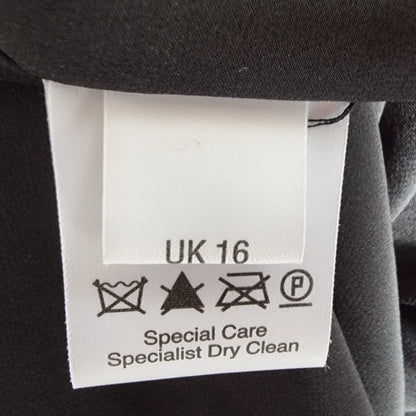 UK 16
P
Special Care
Specialist Dry Clean